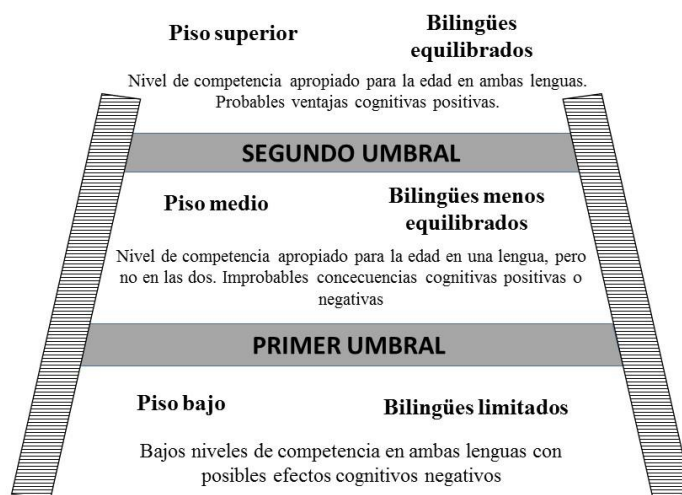 Piso superior
Bilingües
equilibrados
Nivel de competencia apropiado para la edad en ambas lenguas.
Probables ventajas cognitivas positivas.
SEGUNDO UMBRAL
Piso medio
Bilingües menos
equilibrados
Nivel de competencia apropiado para la edad en una lengua, pero
no en las dos. Improbables concecuencias cognitivas positivas o
negativas
PRIMER UMBRAL
Piso bajo
Bilingües limitados
Bajos niveles de competencia en ambas lenguas con
posibles efectos cognitivos negativos